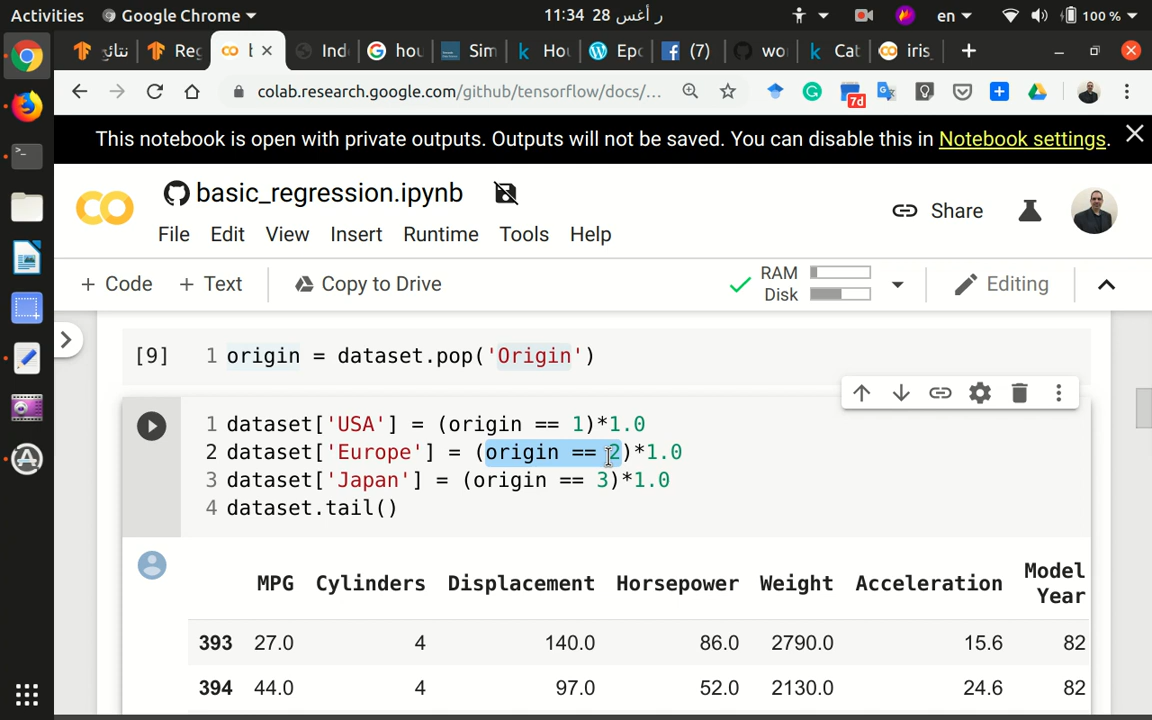 Activities Google Chrome ر أغس 28 11:34 en 100 %
نتائج Reg Ind hou Sim Ho Epo (7) wo Cat iris
colab.research.google.com/github/tensorflow/docs/... 7d
This notebook is open with private outputs. Outputs will not be saved. You can disable this in Notebook settings.
basic_regression.ipynb
Share
File Edit View Insert Runtime Tools Help
+ Code + Text Copy to Drive RAM Disk Editing
[9] 1 origin = dataset.pop('Origin')
1 dataset['USA'] = (origin == 1)*1.0
2 dataset['Europe'] = (origin == 2)*1.0
3 dataset['Japan'] = (origin == 3)*1.0
4 dataset.tail()
MPG Cylinders Displacement Horsepower Weight Acceleration Model Year
393 27.0 4 140.0 86.0 2790.0 15.6 82
394 44.0 4 97.0 52.0 2130.0 24.6 82